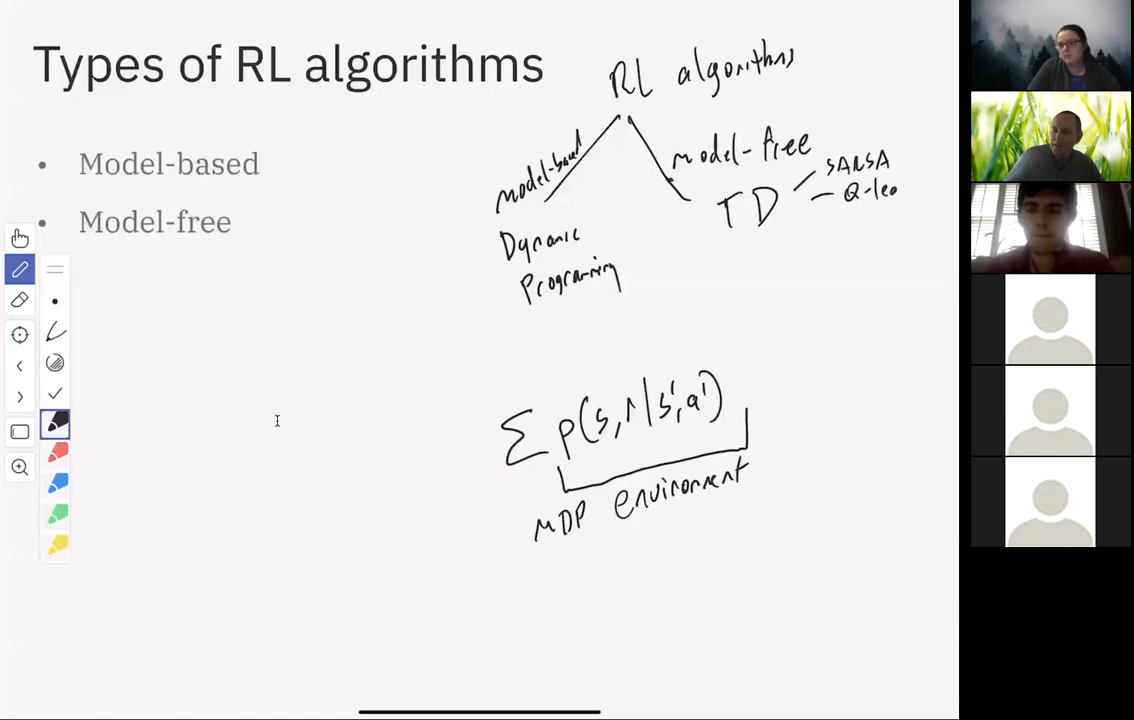 Types of RL algorithms
• Model-based
• Model-free
RL algorithms
model-based
model-free
Dynamic
Programming
TD
SARSA
Q-lea
Σ p(s, r | s', a')
MDP environment